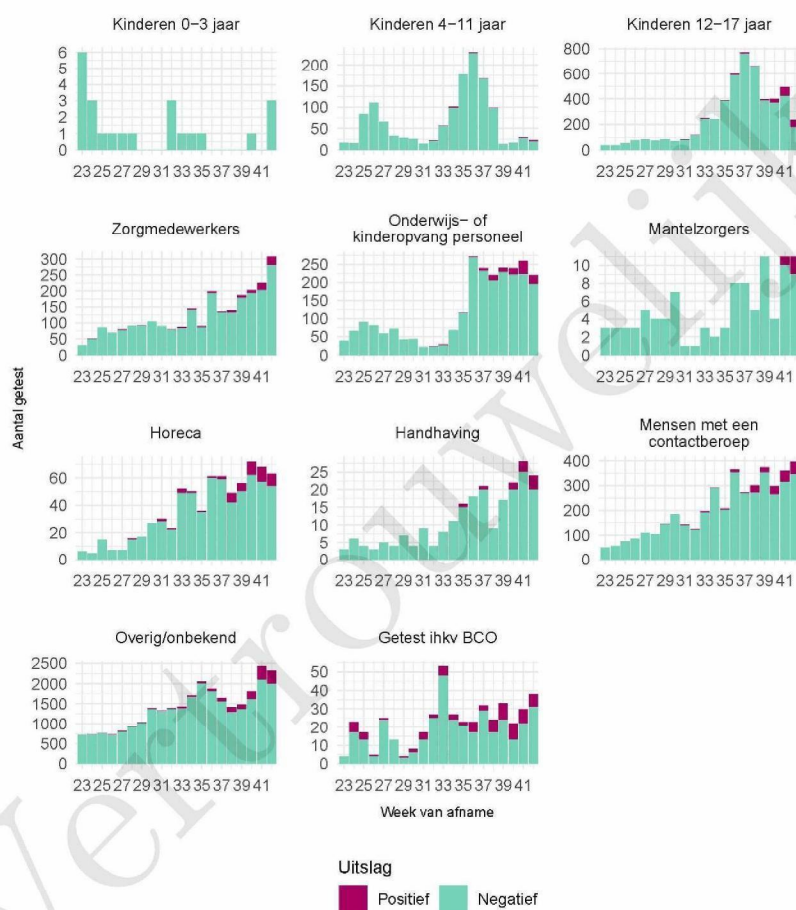 Kinderen 0–3 jaar
Kinderen 4–11 jaar
Kinderen 12–17 jaar
6
5
4
3
2
1
0
200
150
100
50
0
800
600
400
200
0
23 25 27 29 31 33 35 37 39 41
23 25 27 29 31 33 35 37 39 41
23 25 27 29 31 33 35 37 39 41
Zorgmedewerkers
Onderwijs– of
kinderopvang personeel
Mantelzorgers
300
250
200
150
100
50
0
250
200
150
100
50
0
10
8
6
4
2
0
23 25 27 29 31 33 35 37 39 41
23 25 27 29 31 33 35 37 39 41
23 25 27 29 31 33 35 37 39 41
Aantal getest
Horeca
Handhaving
Mensen met een
contactberoep
60
40
20
0
25
20
15
10
5
0
400
300
200
100
0
23 25 27 29 31 33 35 37 39 41
23 25 27 29 31 33 35 37 39 41
23 25 27 29 31 33 35 37 39 41
Overig/onbekend
Getest ihkv BCO
2500
2000
1500
1000
500
0
50
40
30
20
10
0
23 25 27 29 31 33 35 37 39 41
23 25 27 29 31 33 35 37 39 41
Week van afname
Uitslag
Positief
Negatief
Vertrouwelijk